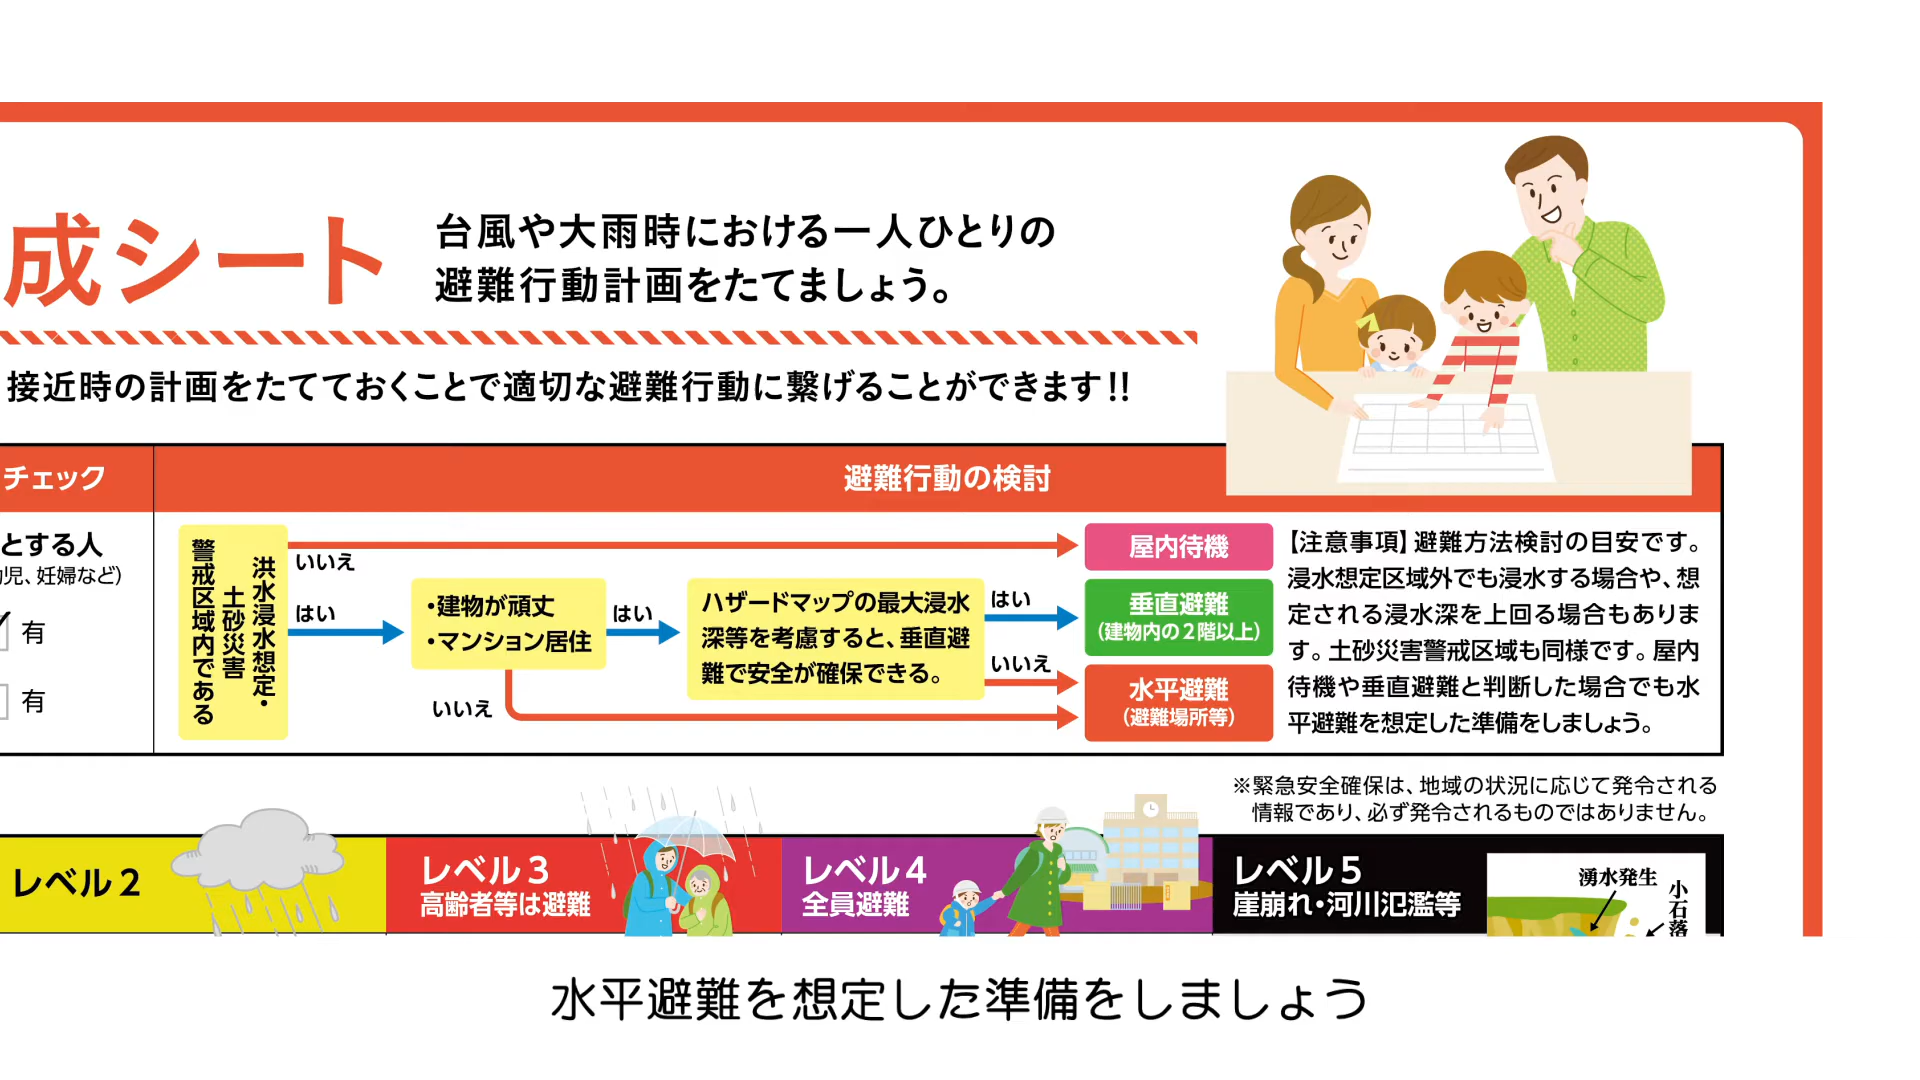 成シート
台風や大雨時における一人ひとりの
避難行動計画をたてましょう。
接近時の計画をたてておくことで適切な避難行動に繋げることができます!!
チェック
避難行動の検討
とする人
児、妊婦など)
有
有
洪水浸水想定・
土砂災害
警戒区域内である
いいえ
はい
・建物が頑丈
・マンション居住
はい
いいえ
ハザードマップの最大浸水
深等を考慮すると、垂直避
難で安全が確保できる。
はい
いいえ
屋内待機
垂直避難
(建物内の2階以上)
水平避難
(避難場所等)
【注意事項】避難方法検討の目安です。
浸水想定区域外でも浸水する場合や、想
定される浸水深を上回る場合もありま
す。土砂災害警戒区域も同様です。屋内
待機や垂直避難と判断した場合でも水
平避難を想定した準備をしましょう。
※緊急安全確保は、地域の状況に応じて発令される
情報であり、必ず発令されるものではありません。
レベル2
レベル3
高齢者等は避難
レベル4
全員避難
レベル5
崖崩れ・河川氾濫等
湧水発生
小石落
水平避難を想定した準備をしましょう